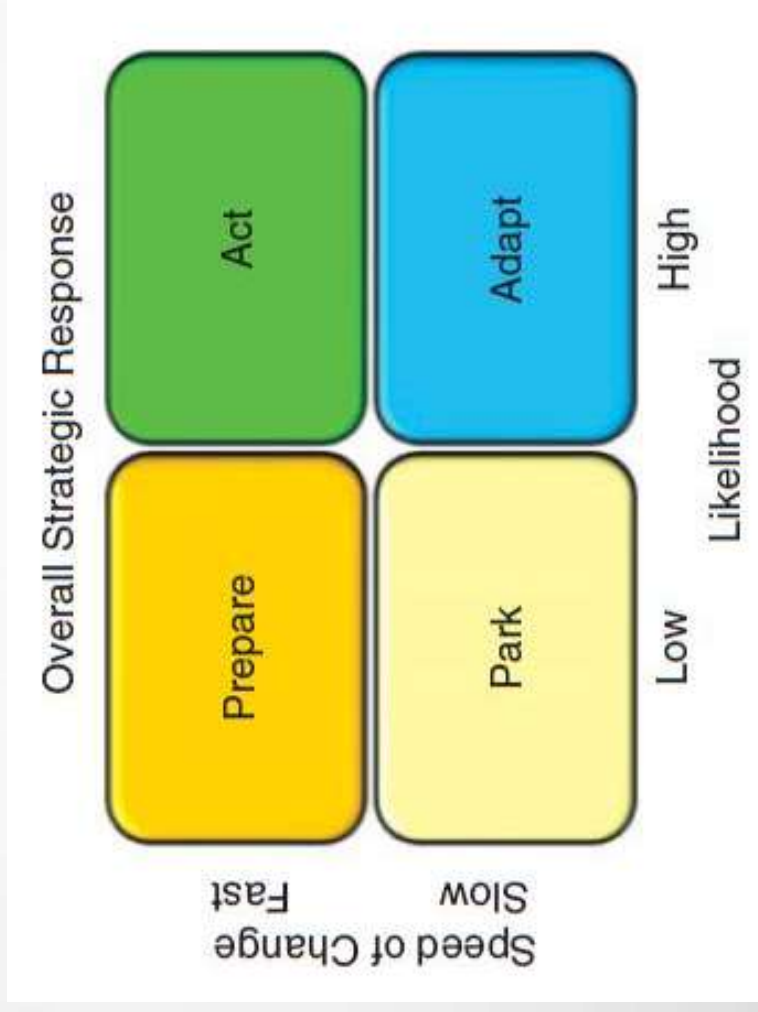 Overall Strategic Response
Speed of Change
Fast
Prepare
Act
Slow
Park
Adapt
Low
High
Likelihood